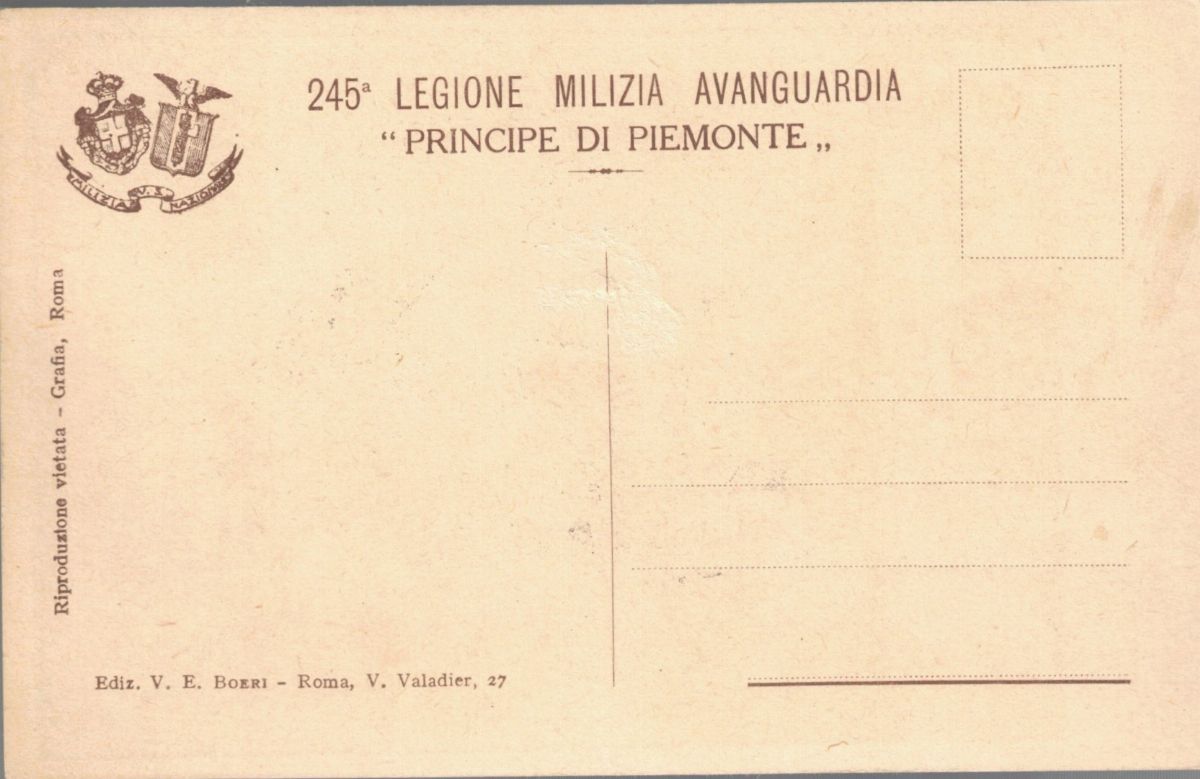 245ª LEGIONE MILIZIA AVANGUARDIA
“ PRINCIPE DI PIEMONTE „
MILIZIA V. S. NAZIONALE
Riproduzione vietata - Grafia, Roma
Ediz. V. E. BOERI - Roma, V. Valadier, 27